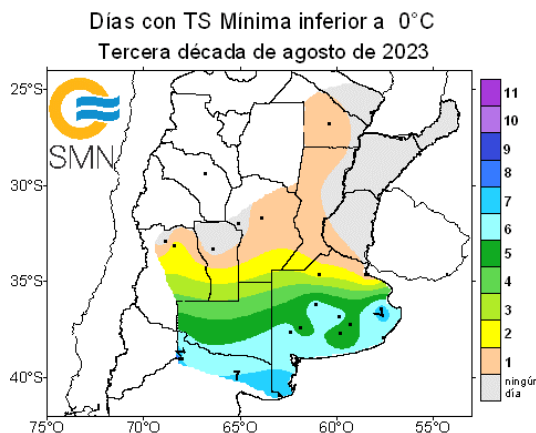 Días con TS Mínima inferior a 0°C
Tercera década de agosto de 2023
25°S
30°S
35°S
40°S
75°O
70°O
65°O
60°O
55°O
SMN
7
11
10
9
8
7
6
5
4
3
2
1
ningún
día